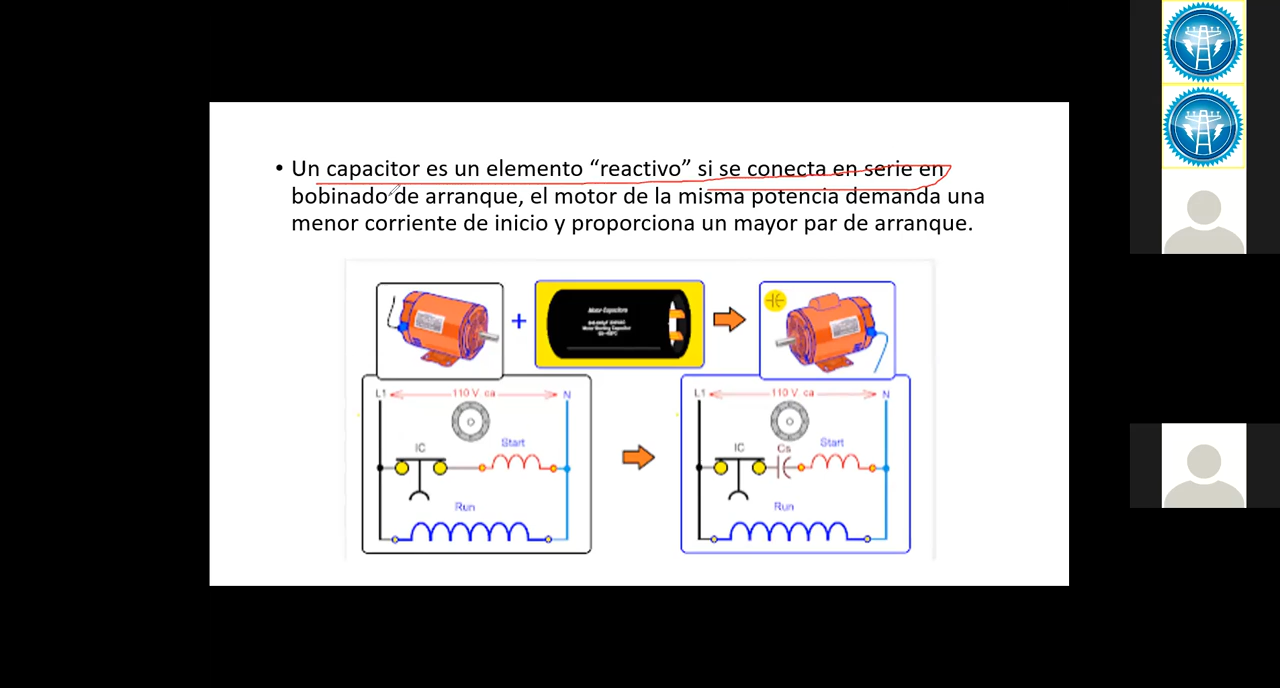 • Un capacitor es un elemento “reactivo” si se conecta en serie en
bobinado de arranque, el motor de la misma potencia demanda una
menor corriente de inicio y proporciona un mayor par de arranque.
Motor Capacitors
+
L1 110 V ca N
IC
Start
Run
L1 110 V ca N
IC Cs
Start
Run